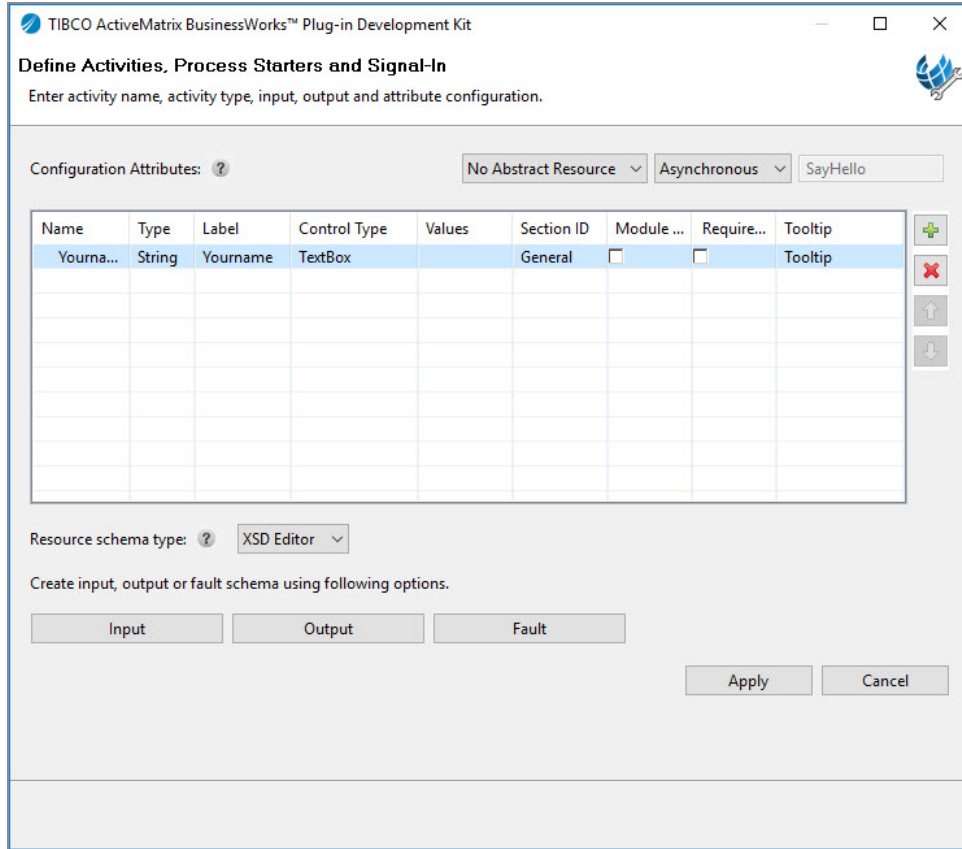 TIBCO ActiveMatrix BusinessWorks™ Plug-in Development Kit
Define Activities, Process Starters and Signal-In
Enter activity name, activity type, input, output and attribute configuration.
Configuration Attributes: ? No Abstract Resource Asynchronous SayHello
Name Type Label Control Type Values Section ID Module ... Require... Tooltip
Yourna... String Yourname TextBox General Tooltip
Resource schema type: ? XSD Editor
Create input, output or fault schema using following options.
Input Output Fault
Apply Cancel